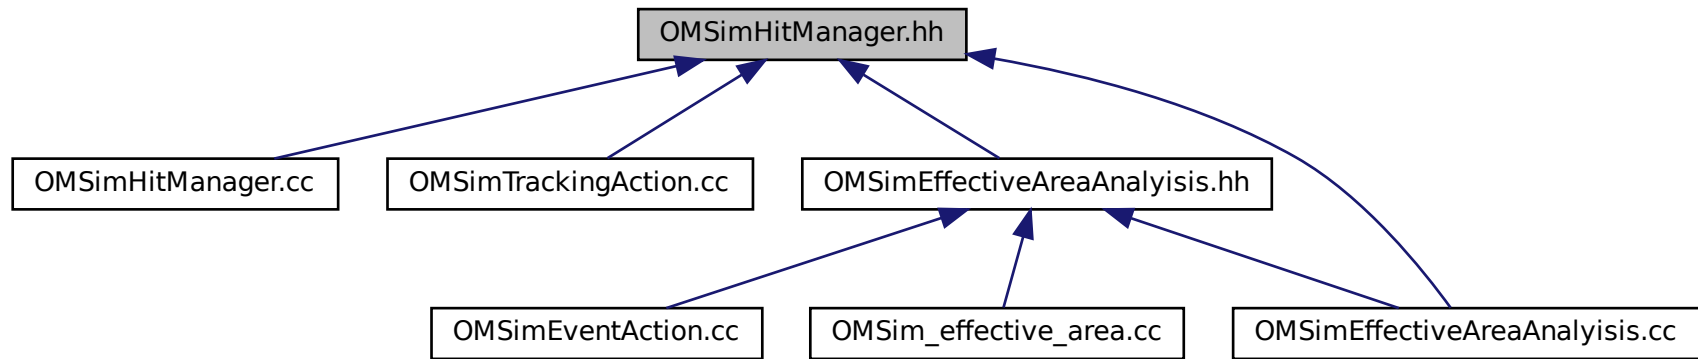 OMSimHitManager.hh
OMSimHitManager.cc
OMSimTrackingAction.cc
OMSimEffectiveAreaAnalyisis.hh
OMSimEventAction.cc
OMSim_effective_area.cc
OMSimEffectiveAreaAnalyisis.cc